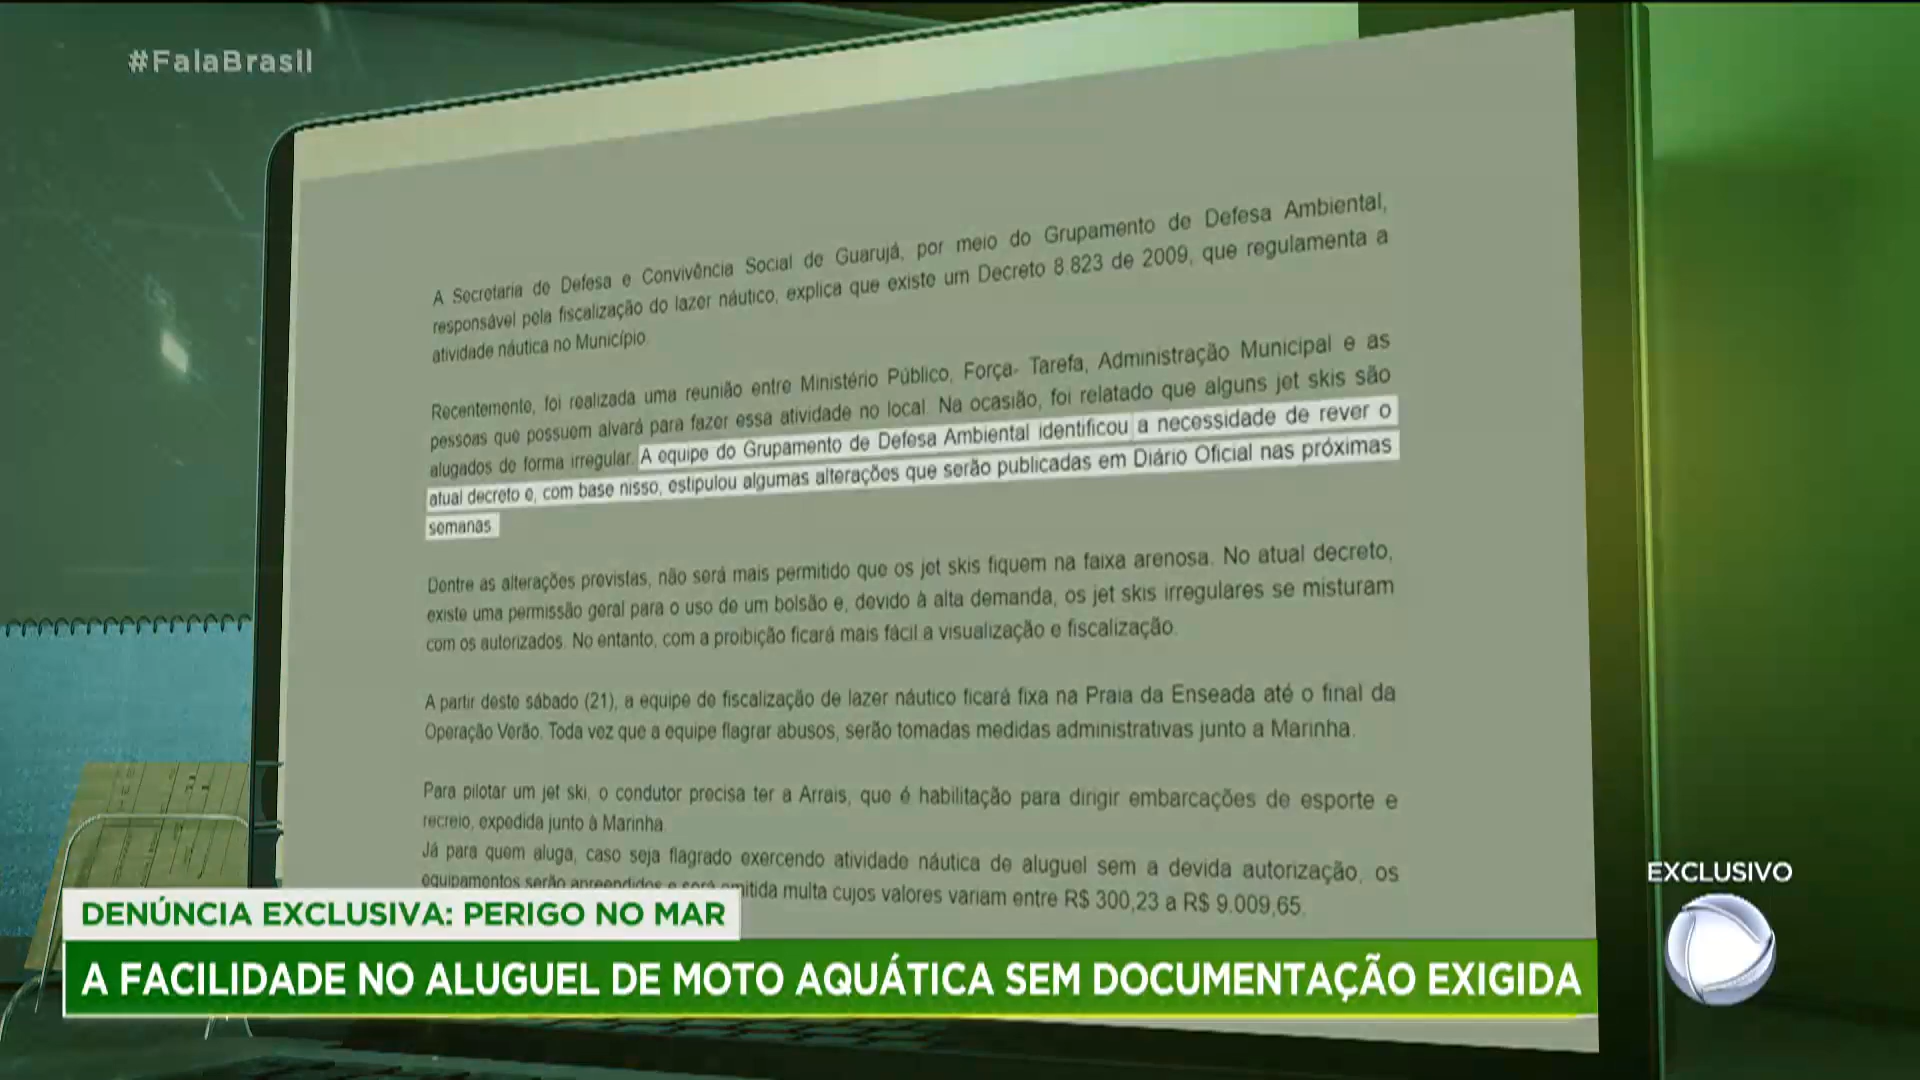 #FalaBrasil
A Secretaria de Defesa e Convivência Social de Guarujá, por meio do Grupamento de Defesa Ambiental,
responsável pela fiscalização do lazer náutico, explica que existe um Decreto 8.823 de 2009, que regulamenta a
atividade náutica no Município.
Recentemente, foi realizada uma reunião entre Ministério Público, Força- Tarefa, Administração Municipal e as
pessoas que possuem alvará para fazer essa atividade no local. Na ocasião, foi relatado que alguns jet skis são
alugados de forma irregular. A equipe do Grupamento de Defesa Ambiental identificou a necessidade de rever o
atual decreto e, com base nisso, estipulou algumas alterações que serão publicadas em Diário Oficial nas próximas
semanas.
Dentre as alterações previstas, não será mais permitido que os jet skis fiquem na faixa arenosa. No atual decreto,
existe uma permissão geral para o uso de um bolsão e, devido à alta demanda, os jet skis irregulares se misturam
com os autorizados. No entanto, com a proibição ficará mais fácil a visualização e fiscalização.
A partir deste sábado (21), a equipe de fiscalização de lazer náutico ficará fixa na Praia da Enseada até o final da
Operação Verão. Toda vez que a equipe flagrar abusos, serão tomadas medidas administrativas junto a Marinha.
Para pilotar um jet ski, o condutor precisa ter a Arrais, que é habilitação para dirigir embarcações de esporte e
recreio, expedida junto à Marinha.
Já para quem aluga, caso seja flagrado exercendo atividade náutica de aluguel sem a devida autorização, os
equipamentos serão apreendidos e será emitida multa cujos valores variam entre R$ 300,23 a R$ 9.009,65.
EXCLUSIVO
DENÚNCIA EXCLUSIVA: PERIGO NO MAR
A FACILIDADE NO ALUGUEL DE MOTO AQUÁTICA SEM DOCUMENTAÇÃO EXIGIDA